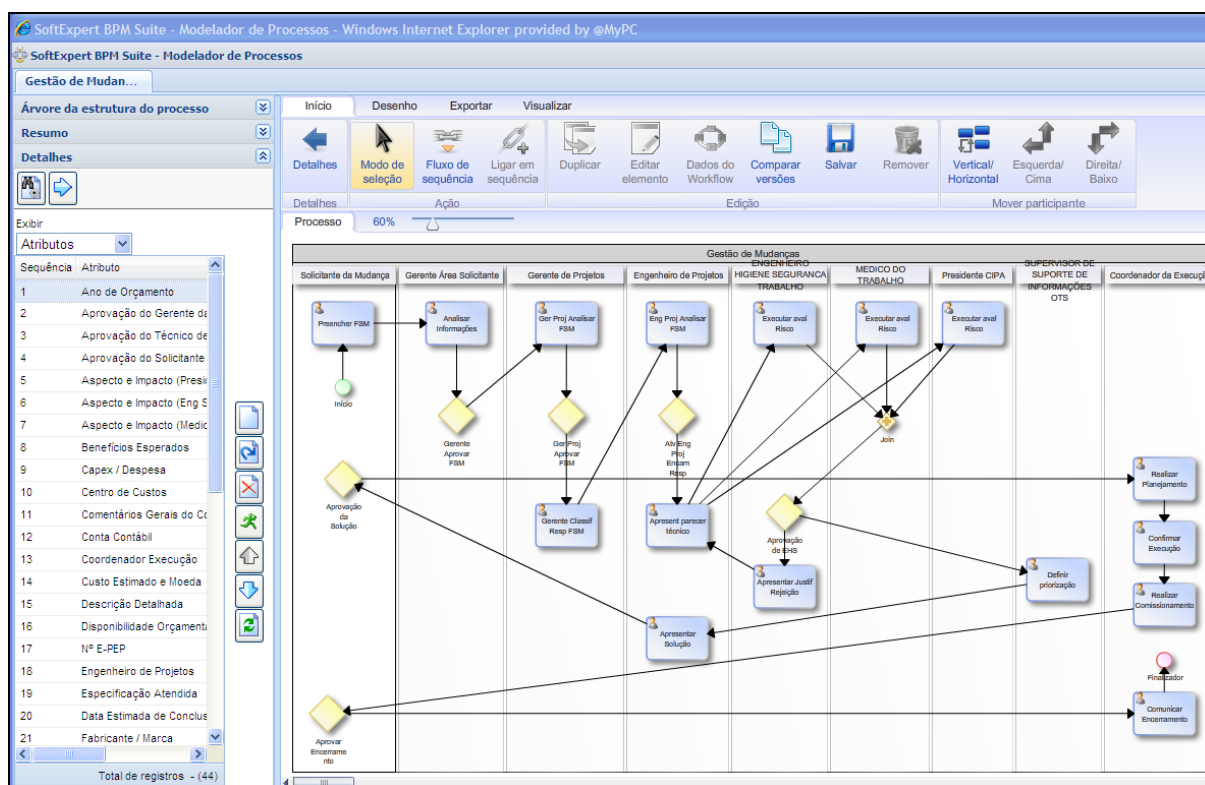 SoftExpert BPM Suite - Modelador de Processos - Windows Internet Explorer provided by @MyPC
SoftExpert BPM Suite - Modelador de Processos
Gestão de Mudan...
Árvore da estrutura do processo
Resumo
Detalhes
Exibir
Atributos
Sequência Atributo
1 Ano de Orçamento
2 Aprovação do Gerente da
3 Aprovação do Técnico de
4 Aprovação do Solicitante
5 Aspecto e Impacto (Presi
6 Aspecto e Impacto (Eng S
7 Aspecto e Impacto (Medic
8 Benefícios Esperados
9 Capex / Despesa
10 Centro de Custos
11 Comentários Gerais do Co
12 Conta Contábil
13 Coordenador Execução
14 Custo Estimado e Moeda
15 Descrição Detalhada
16 Disponibilidade Orçamenta
17 Nº E-PEP
18 Engenheiro de Projetos
19 Especificação Atendida
20 Data Estimada de Conclus
21 Fabricante / Marca
Total de registros - (44)
Início Desenho Exportar Visualizar
Detalhes
Modo de
seleção
Fluxo de
sequência
Ligar em
sequência
Duplicar
Editar
elemento
Dados do
Workflow
Comparar
versões
Salvar
Remover
Vertical/
Horizontal
Esquerda/
Cima
Direita/
Baixo
Detalhes Ação Edição Mover participante
Processo 60%
Gestão de Mudanças
Solicitante da Mudança
Gerente Área Solicitante
Gerente de Projetos
Engenheiro de Projetos
ENGENHEIRO
HIGIENE SEGURANCA
TRABALHO
MEDICO DO
TRABALHO
Presidente CIPA
SUPERVISOR DE
SUPORTE DE
INFORMAÇÕES
OTS
Coordenador da Execuçã
Preencher FSM
Analisar
Informações
Ger Proj Analisar
FSM
Eng Proj Analisar
FSM
Executar aval
Risco
Executar aval
Risco
Executar aval
Risco
Início
Gerente
Aprovar
FSM
Ger Proj
Aprovar
FSM
Atv Eng
Proj
Encam
Resp
Join
Aprovação
da
Solução
Gerente Classif
Resp FSM
Apresent parecer
técnico
Aprovação
de EHS
Realizar
Planejamento
Confirmar
Execução
Apresentar Justif
Rejeição
Definir
priorização
Realizar
Comissionamento
Apresentar
Solução
Finalizador
Aprovar
Encerrame
nto
Comunicar
Encerramento